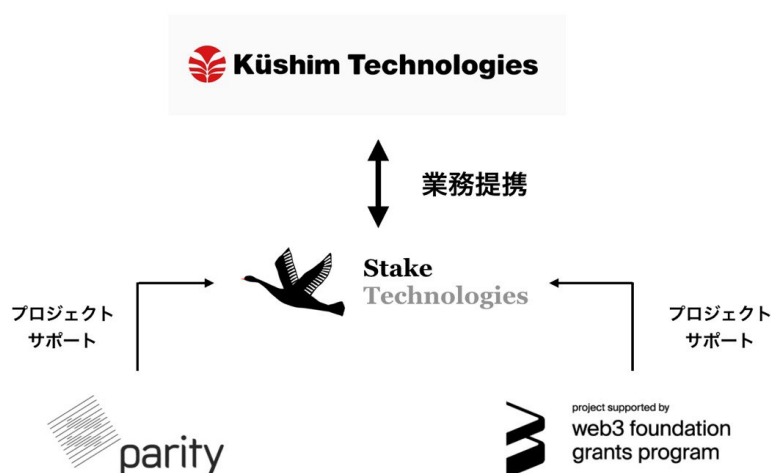 Küshim Technologies
業務提携
Stake
Technologies
プロジェクト
サポート
プロジェクト
サポート
parity
project supported by
web3 foundation
grants program